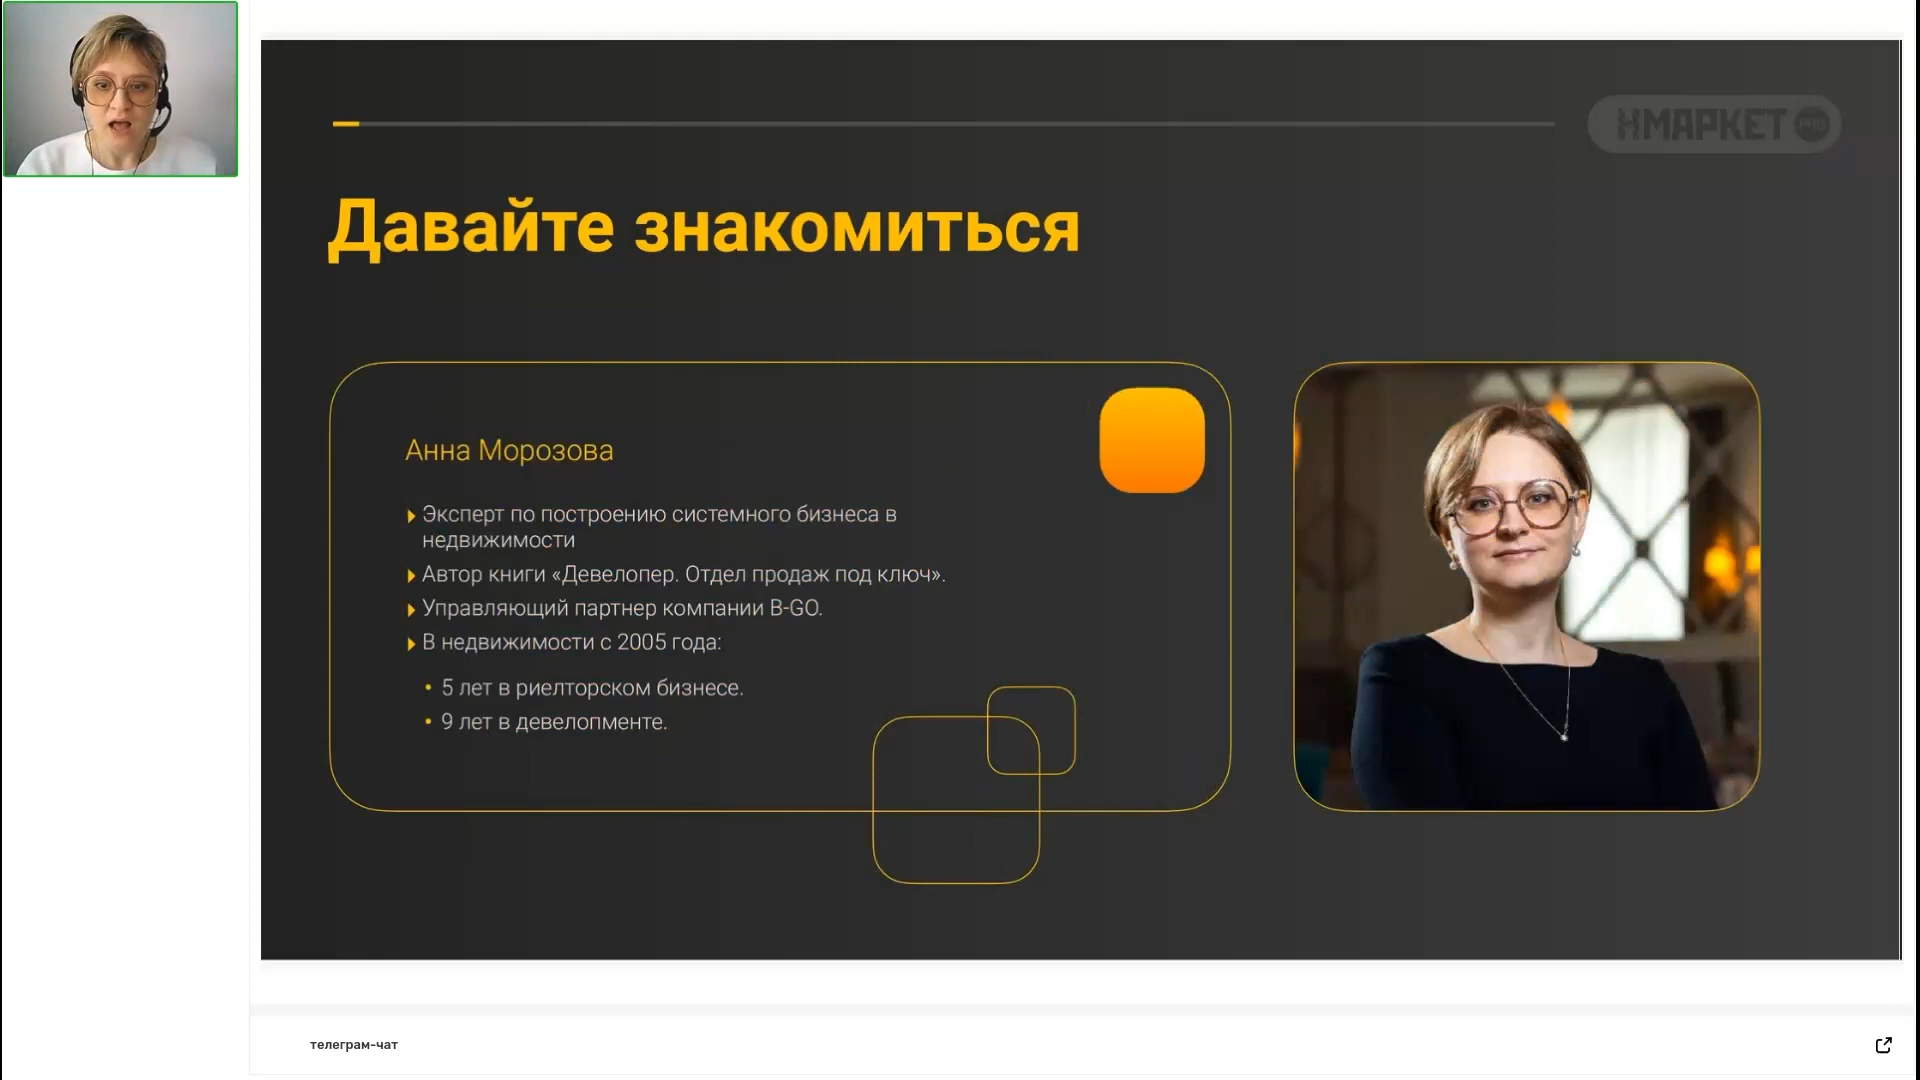 НМАРКЕТ PRO
Давайте знакомиться
Анна Морозова
Эксперт по построению системного бизнеса в
недвижимости
Автор книги «Девелопер. Отдел продаж под ключ».
Управляющий партнер компании B-GO.
В недвижимости с 2005 года:
5 лет в риелторском бизнесе.
9 лет в девелопменте.
телеграм-чат